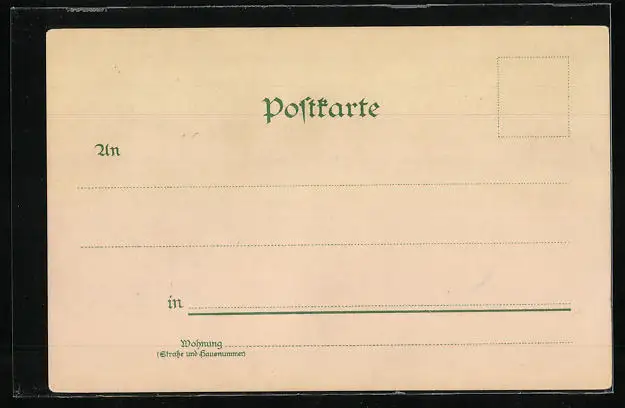 Poſtkarte
An
in
Wohnung
(Straße und Hausnummer)